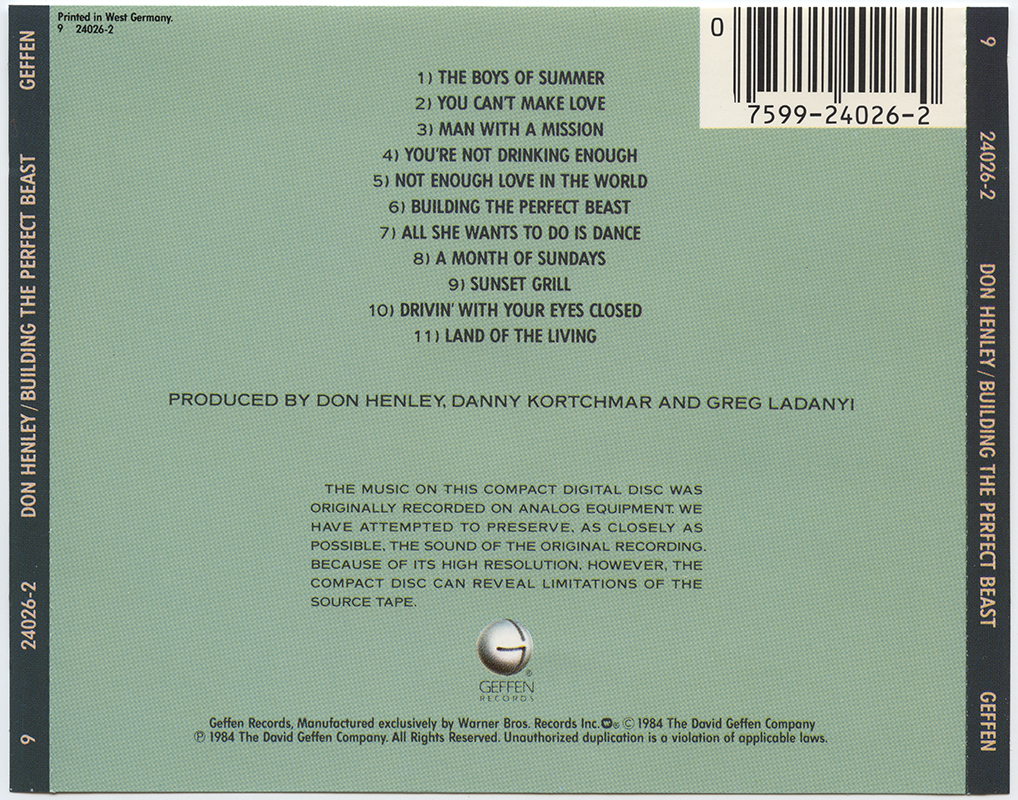 Printed in West Germany.
9 24026-2
0
7599-24026-2
1) THE BOYS OF SUMMER
2) YOU CAN'T MAKE LOVE
3) MAN WITH A MISSION
4) YOU'RE NOT DRINKING ENOUGH
5) NOT ENOUGH LOVE IN THE WORLD
6) BUILDING THE PERFECT BEAST
7) ALL SHE WANTS TO DO IS DANCE
8) A MONTH OF SUNDAYS
9) SUNSET GRILL
10) DRIVIN' WITH YOUR EYES CLOSED
11) LAND OF THE LIVING
PRODUCED BY DON HENLEY, DANNY KORTCHMAR AND GREG LADANYI
THE MUSIC ON THIS COMPACT DIGITAL DISC WAS
ORIGINALLY RECORDED ON ANALOG EQUIPMENT. WE
HAVE ATTEMPTED TO PRESERVE, AS CLOSELY AS
POSSIBLE, THE SOUND OF THE ORIGINAL RECORDING.
BECAUSE OF ITS HIGH RESOLUTION, HOWEVER, THE
COMPACT DISC CAN REVEAL LIMITATIONS OF THE
SOURCE TAPE.
®
GEFFEN
RECORDS
Geffen Records, Manufactured exclusively by Warner Bros. Records Inc. ® © 1984 The David Geffen Company
℗ 1984 The David Geffen Company. All Rights Reserved. Unauthorized duplication is a violation of applicable laws.
9 24026-2 DON HENLEY/BUILDING THE PERFECT BEAST GEFFEN
9 24026-2 DON HENLEY/BUILDING THE PERFECT BEAST GEFFEN